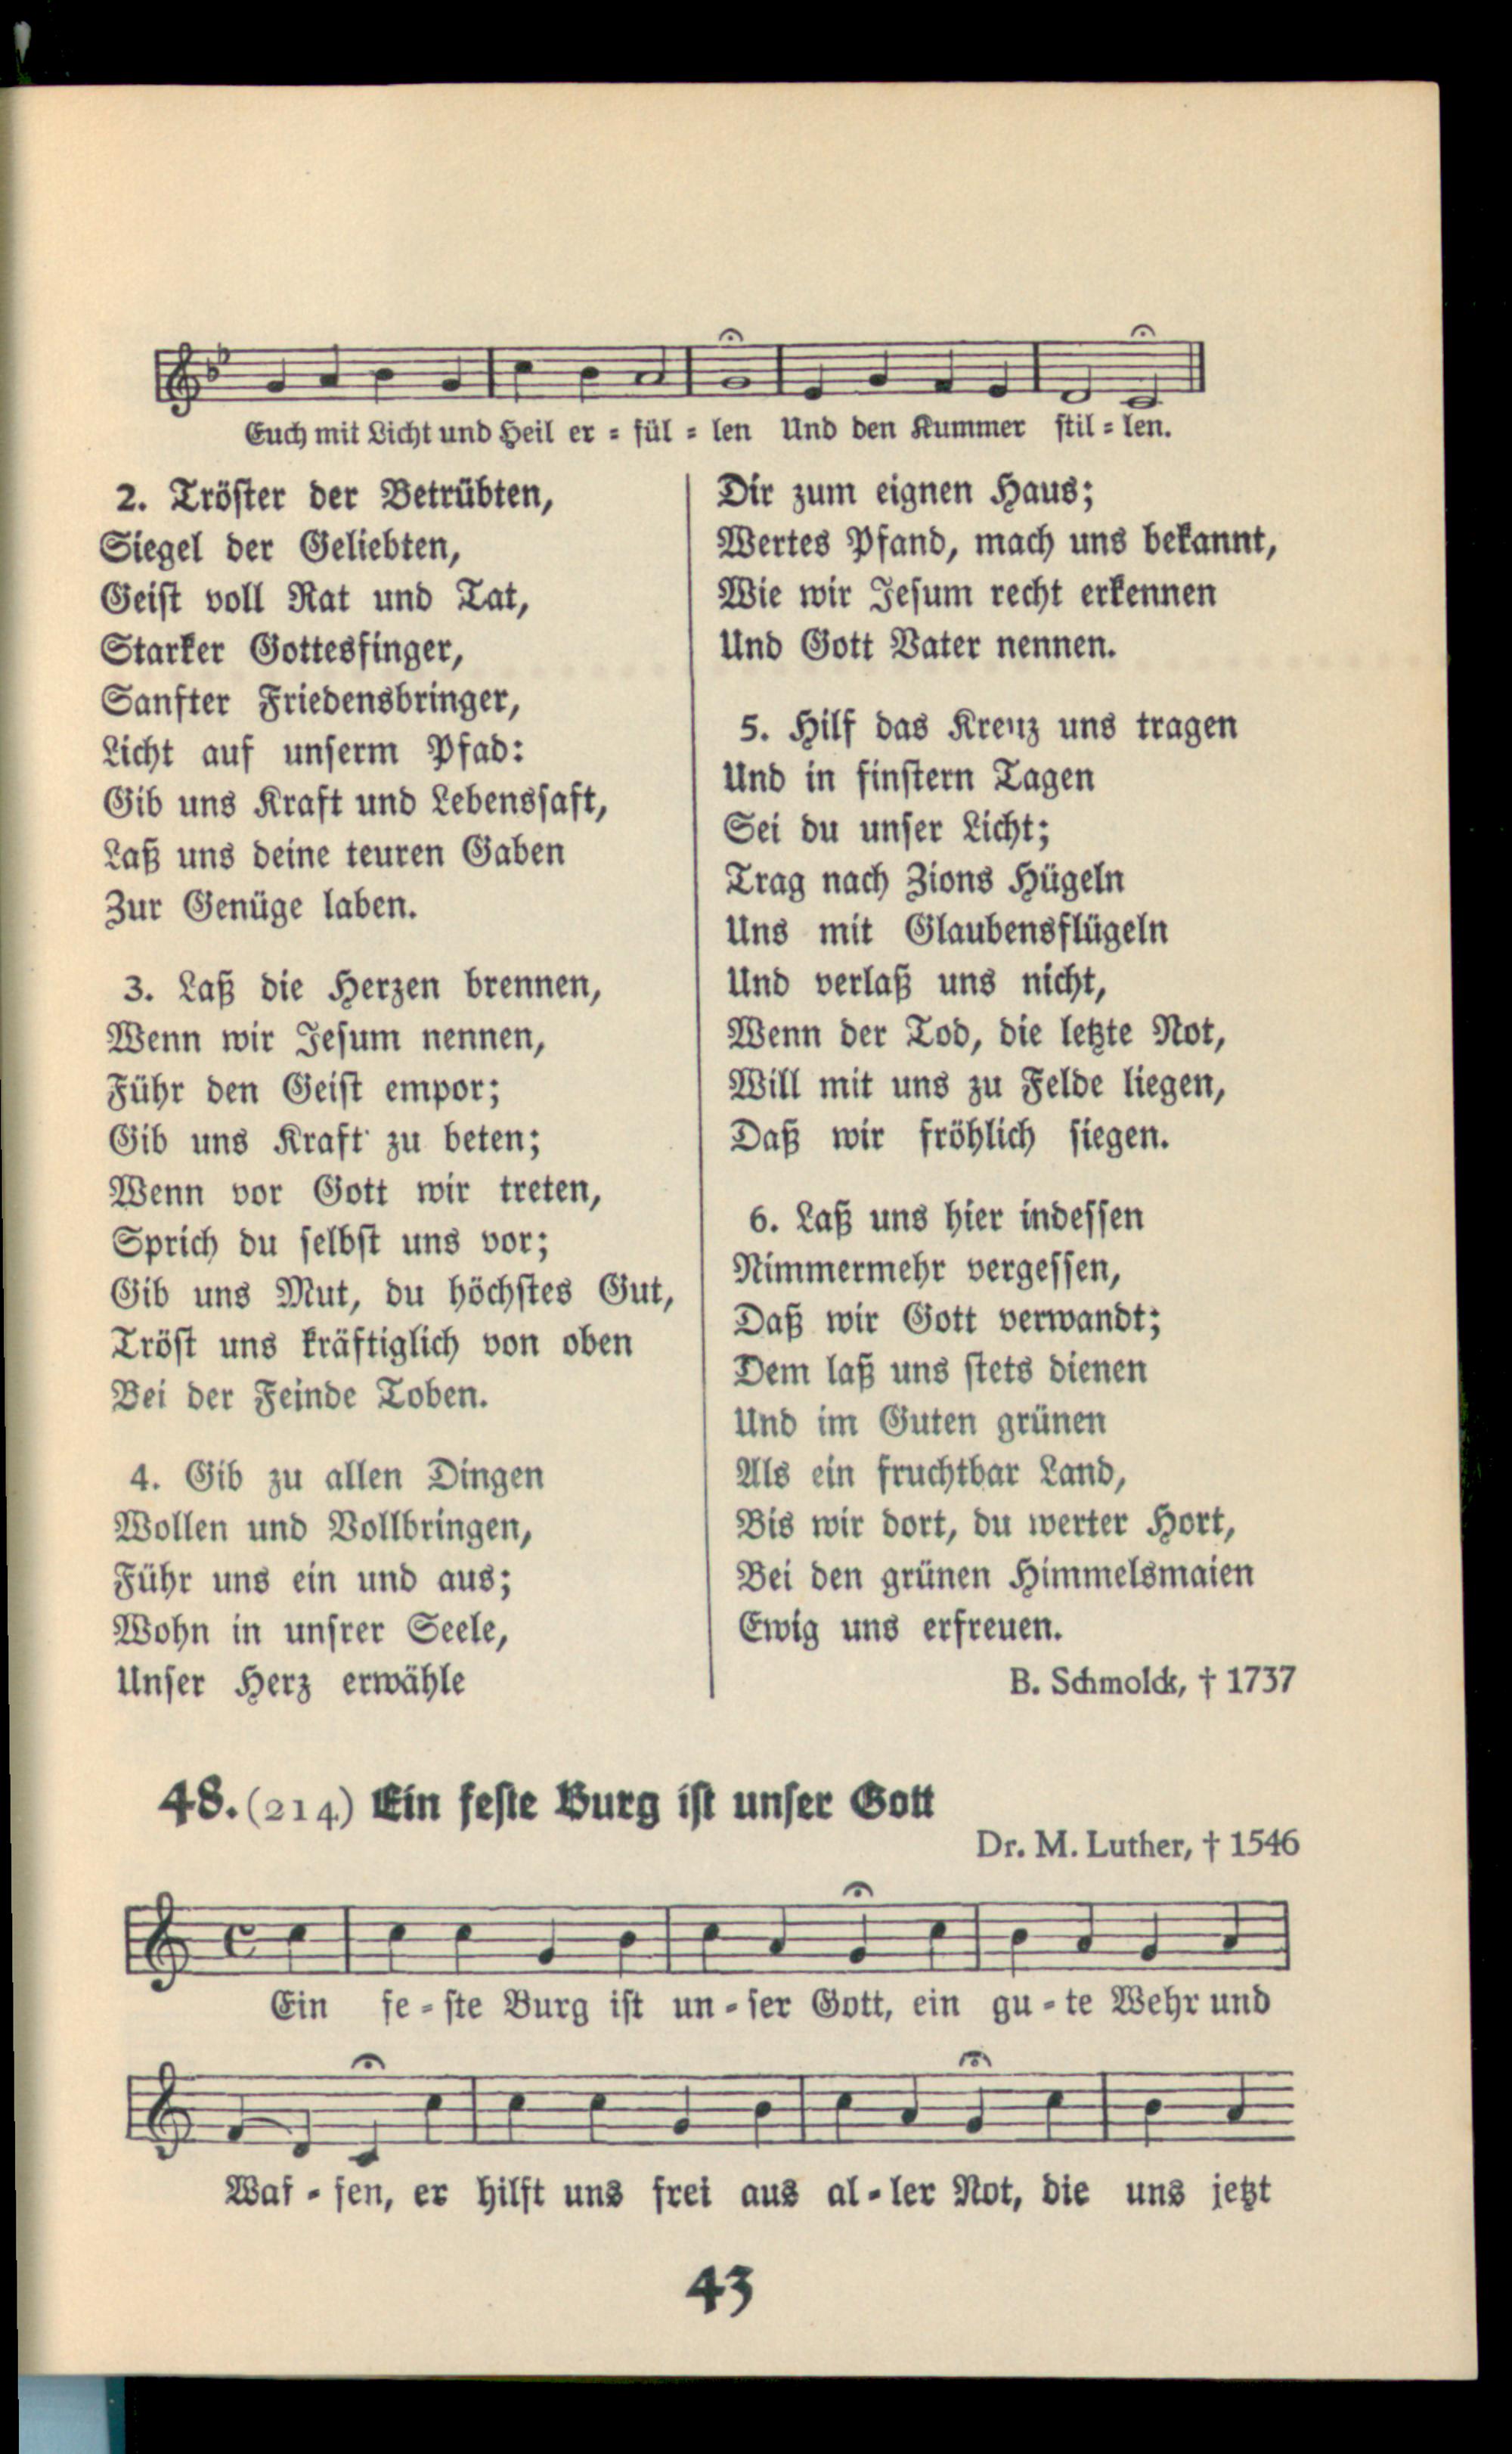 Euch mit Licht und Heil er - fül - len Und den Kummer stil - len.
2. Tröster der Betrübten,
Siegel der Geliebten,
Geist voll Rat und Tat,
Starker Gottesfinger,
Sanfter Friedensbringer,
Licht auf unserm Pfad:
Gib uns Kraft und Lebenssaft,
Laß uns deine teuren Gaben
Zur Genüge laben.
3. Laß die Herzen brennen,
Wenn wir Jesum nennen,
Führ den Geist empor;
Gib uns Kraft zu beten;
Wenn vor Gott wir treten,
Sprich du selbst uns vor;
Gib uns Mut, du höchstes Gut,
Tröst uns kräftiglich von oben
Bei der Feinde Toben.
4. Gib zu allen Dingen
Wollen und Vollbringen,
Führ uns ein und aus;
Wohn in unsrer Seele,
Unser Herz erwähle
Dir zum eignen Haus;
Wertes Pfand, mach uns bekannt,
Wie wir Jesum recht erkennen
Und Gott Vater nennen.
5. Hilf das Kreuz uns tragen
Und in finstern Tagen
Sei du unser Licht;
Trag nach Zions Hügeln
Uns mit Glaubensflügeln
Und verlaß uns nicht,
Wenn der Tod, die letzte Not,
Will mit uns zu Felde liegen,
Daß wir fröhlich siegen.
6. Laß uns hier indessen
Nimmermehr vergessen,
Daß wir Gott verwandt;
Dem laß uns stets dienen
Und im Guten grünen
Als ein fruchtbar Land,
Bis wir dort, du werter Hort,
Bei den grünen Himmelsmaien
Ewig uns erfreuen.
B. Schmolck, † 1737
48. (214) Ein feste Burg ist unser Gott
Dr. M. Luther, † 1546
Ein fe - ste Burg ist un - ser Gott, ein gu - te Wehr und
Waf - fen, er hilft uns frei aus al - ler Not, die uns jetzt
43